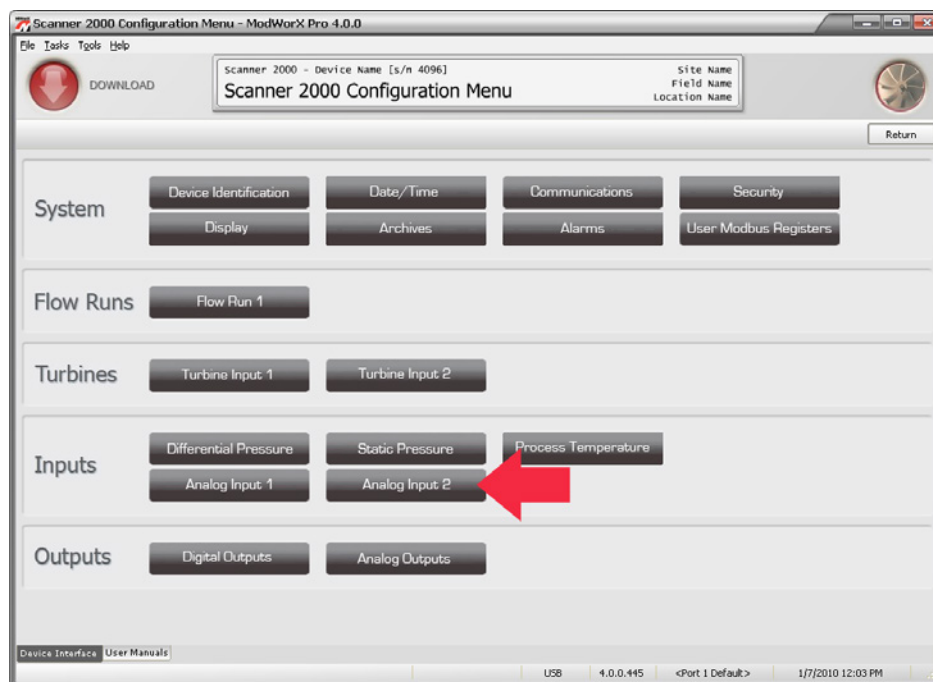 Scanner 2000 Configuration Menu - ModWorX Pro 4.0.0
File Tasks Tools Help
DOWNLOAD
Scanner 2000 - Device Name [s/n 4096]
Scanner 2000 Configuration Menu
Site Name
Field Name
Location Name
Return
System
Device Identification Date/Time Communications Security
Display Archives Alarms User Modbus Registers
Flow Runs
Flow Run 1
Turbines
Turbine Input 1 Turbine Input 2
Inputs
Differential Pressure Static Pressure Process Temperature
Analog Input 1 Analog Input 2
Outputs
Digital Outputs Analog Outputs
Device Interface User Manuals
USB 4.0.0.445 <Port 1 Default> 1/7/2010 12:03 PM